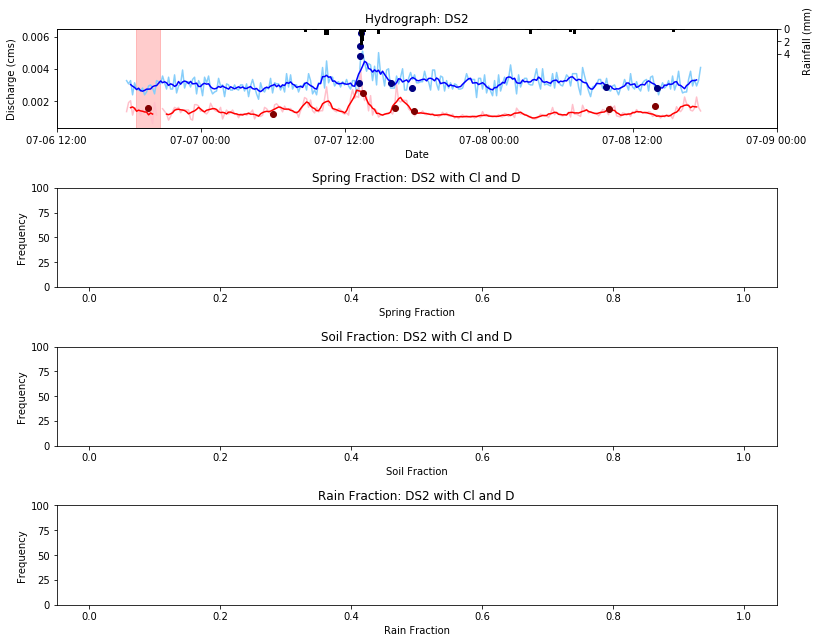 Hydrograph: DS2
Discharge (cms)
0.006
0.004
0.002
0
2
4
Rainfall (mm)
07-06 12:00 07-07 00:00 07-07 12:00 07-08 00:00 07-08 12:00 07-09 00:00
Date
Spring Fraction: DS2 with Cl and D
Frequency
100
75
50
25
0
0.0 0.2 0.4 0.6 0.8 1.0
Spring Fraction
Soil Fraction: DS2 with Cl and D
Frequency
100
75
50
25
0
0.0 0.2 0.4 0.6 0.8 1.0
Soil Fraction
Rain Fraction: DS2 with Cl and D
Frequency
100
75
50
25
0
0.0 0.2 0.4 0.6 0.8 1.0
Rain Fraction